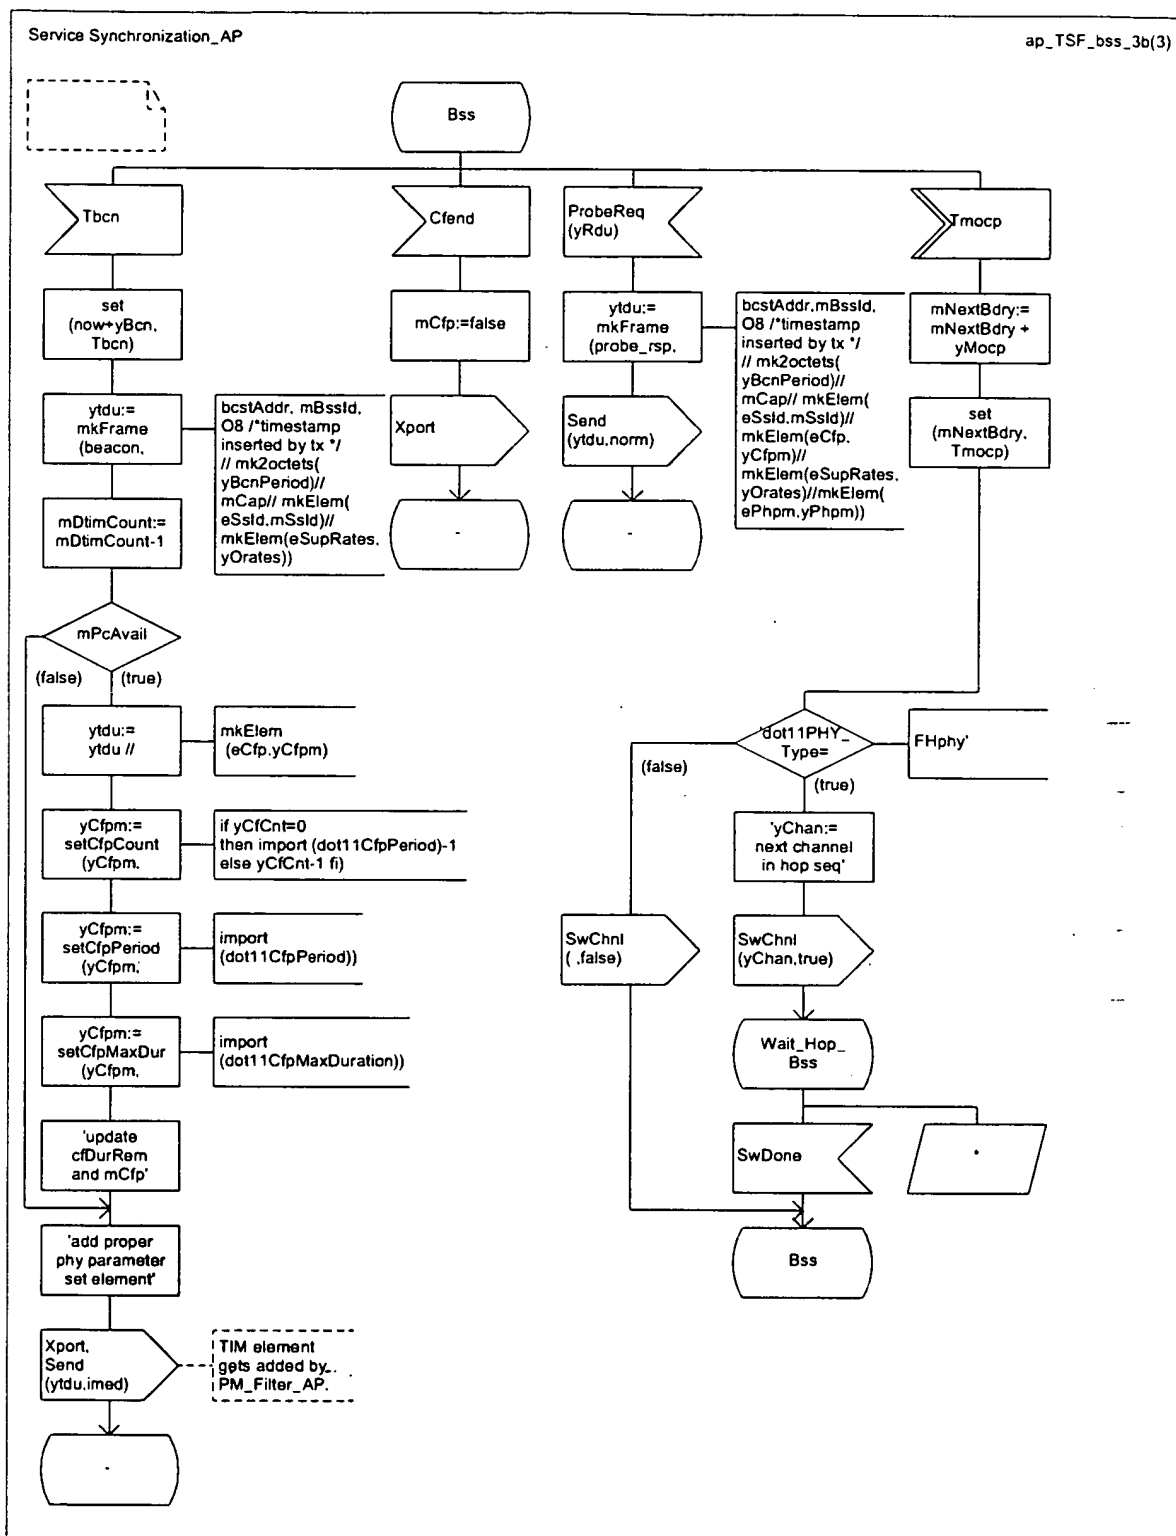 Service Synchronization_AP
ap_TSF_bss_3b(3)
Bss
Tbcn
set
(now+yBcn,
Tbcn)
ytdu:=
mkFrame
(beacon,
bcstAddr, mBssId,
O8 /*timestamp
inserted by tx */
// mk2octets(
yBcnPeriod)//
mCap// mkElem(
eSsId,mSsId)//
mkElem(eSupRates,
yOrates))
mDtimCount:=
mDtimCount-1
mPcAvail
(false)
(true)
ytdu:=
ytdu //
mkElem
(eCfp,yCfpm)
yCfpm:=
setCfpCount
(yCfpm,
if yCfCnt=0
then import (dot11CfpPeriod)-1
else yCfCnt-1 fi)
yCfpm:=
setCfpPeriod
(yCfpm,'
import
(dot11CfpPeriod))
yCfpm:=
setCfpMaxDur
(yCfpm,
import
(dot11CfpMaxDuration))
'update
cfDurRem
and mCfp'
'add proper
phy parameter
set element'
Xport,
Send
(ytdu,imed)
TIM element
gets added by
PM_Filter_AP.
-
Cfend
mCfp:=false
Xport
-
ProbeReq
(yRdu)
ytdu:=
mkFrame
(probe_rsp,
bcstAddr,mBssId,
O8 /*timestamp
inserted by tx */
// mk2octets(
yBcnPeriod)//
mCap// mkElem(
eSsId,mSsId)//
mkElem(eCfp,
yCfpm)//
mkElem(eSupRates,
yOrates)//mkElem(
ePhpm,yPhpm))
Send
(ytdu,norm)
-
Tmocp
mNextBdry:=
mNextBdry +
yMocp
set
(mNextBdry,
Tmocp)
'dot11PHY_
Type=
FHphy'
(false)
(true)
'yChan:=
next channel
in hop seq'
SwChnl
( ,false)
SwChnl
(yChan,true)
Wait_Hop_
Bss
SwDone
*
Bss